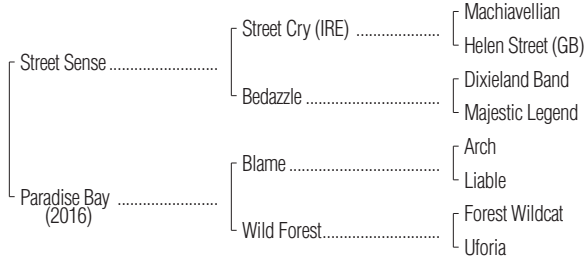 Machiavellian
Street Cry (IRE) ....................
Helen Street (GB)
Street Sense ..........................
Dixieland Band
Bedazzle ................................
Majestic Legend
Arch
Blame ....................................
Liable
Paradise Bay ........................
(2016)
Forest Wildcat
Wild Forest............................
Uforia